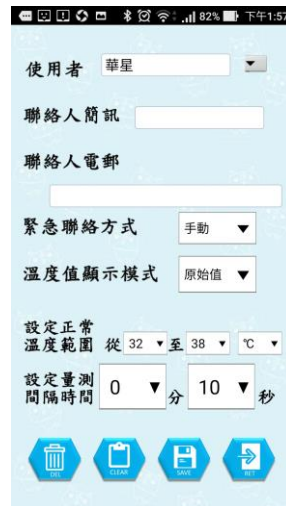 82% 下午1:57
使用者 華星
聯絡人簡訊
聯絡人電郵
緊急聯絡方式 手動
溫度值顯示模式 原始值
設定正常
溫度範圍 從 32 至 38 °C
設定量測
間隔時間 0 分 10 秒
DEL CLEAR SAVE RET